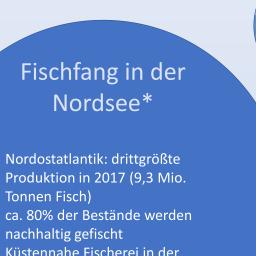 Fischfang in der
Nordsee*
Nordostatlantik: drittgrößte
Produktion in 2017 (9,3 Mio.
Tonnen Fisch)
ca. 80% der Bestände werden
nachhaltig gefischt
Küstennahe Fischerei in der